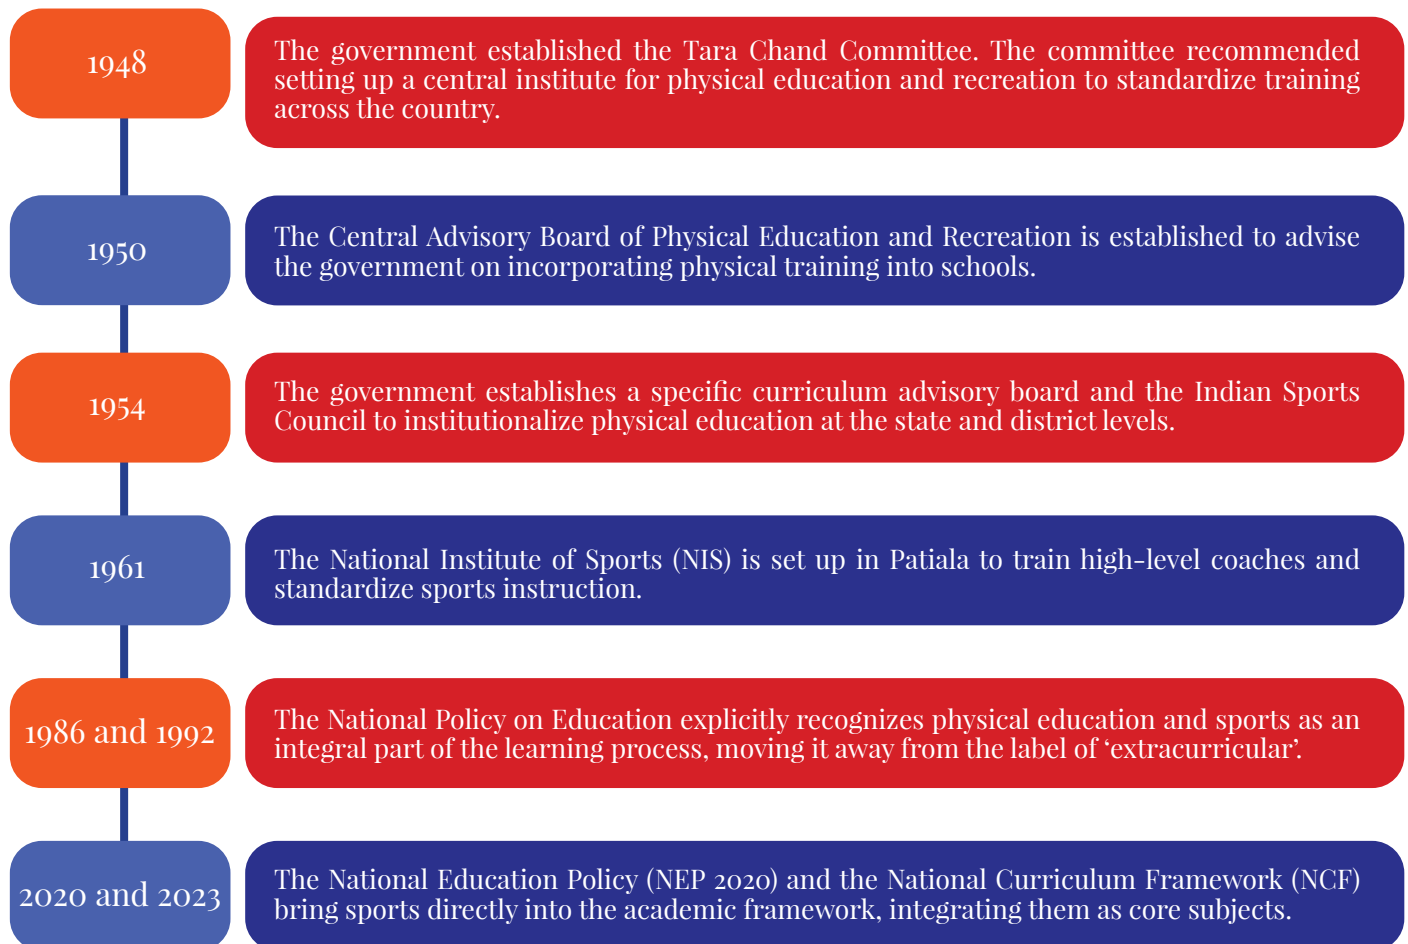 1948
The government established the Tara Chand Committee. The committee recommended
setting up a central institute for physical education and recreation to standardize training
across the country.
1950
The Central Advisory Board of Physical Education and Recreation is established to advise
the government on incorporating physical training into schools.
1954
The government establishes a specific curriculum advisory board and the Indian Sports
Council to institutionalize physical education at the state and district levels.
1961
The National Institute of Sports (NIS) is set up in Patiala to train high-level coaches and
standardize sports instruction.
1986 and 1992
The National Policy on Education explicitly recognizes physical education and sports as an
integral part of the learning process, moving it away from the label of ‘extracurricular’.
2020 and 2023
The National Education Policy (NEP 2020) and the National Curriculum Framework (NCF)
bring sports directly into the academic framework, integrating them as core subjects.